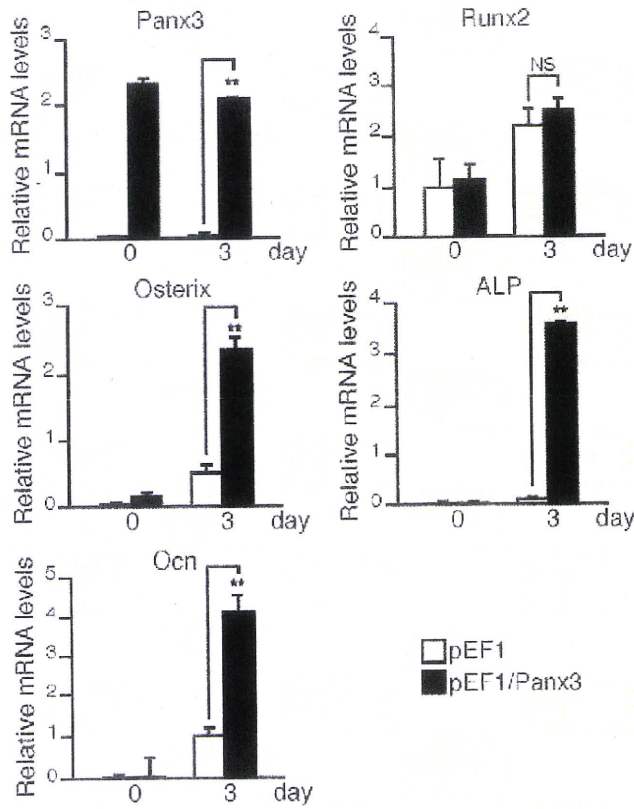 Panx3
Relative mRNA levels
3
2
1
0
**
0 3 day
Runx2
Relative mRNA levels
4
3
2
1
0
NS
0 3 day
Osterix
Relative mRNA levels
3
2
1
0
**
0 3 day
ALP
Relative mRNA levels
4
3
2
1
0
**
0 3 day
Ocn
Relative mRNA levels
5
4
3
2
1
0
**
0 3 day
pEF1
pEF1/Panx3